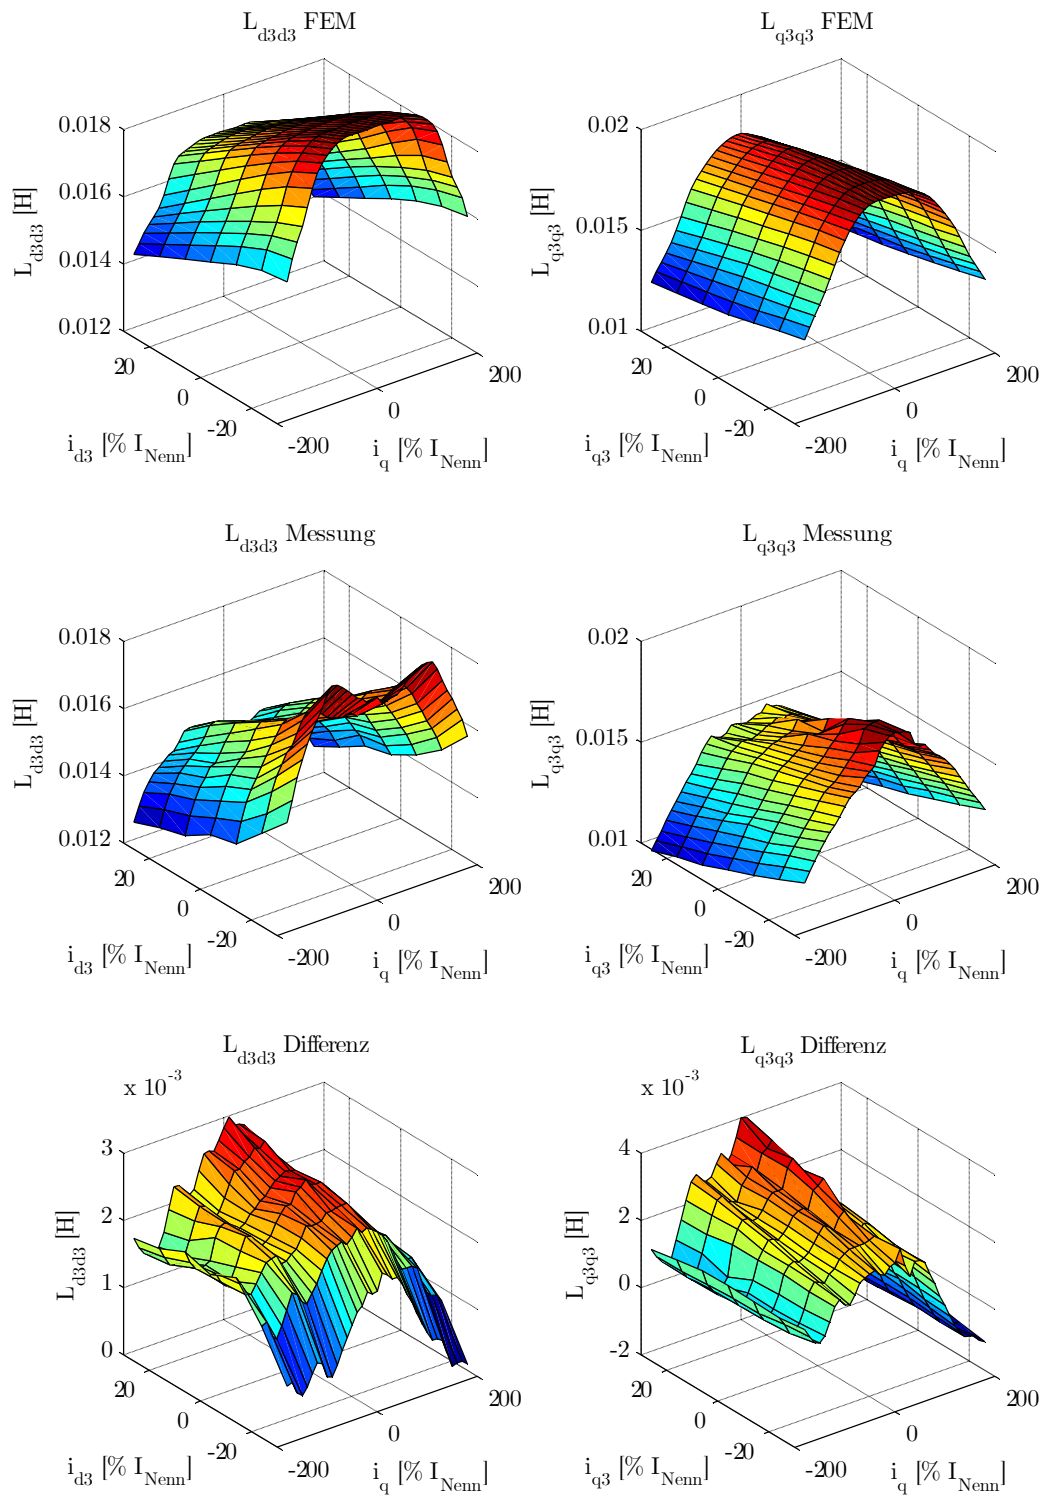 L_d3d3 FEM
0.018
0.016
0.014
0.012
L_d3d3 [H]
20
0
-20
i_d3 [% I_Nenn]
-200
0
200
i_q [% I_Nenn]
L_q3q3 FEM
0.02
0.015
0.01
L_q3q3 [H]
20
0
-20
i_q3 [% I_Nenn]
-200
0
200
i_q [% I_Nenn]
L_d3d3 Messung
0.018
0.016
0.014
0.012
L_d3d3 [H]
20
0
-20
i_d3 [% I_Nenn]
-200
0
200
i_q [% I_Nenn]
L_q3q3 Messung
0.02
0.015
0.01
L_q3q3 [H]
20
0
-20
i_q3 [% I_Nenn]
-200
0
200
i_q [% I_Nenn]
L_d3d3 Differenz
x 10^-3
3
2
1
0
L_d3d3 [H]
20
0
-20
i_d3 [% I_Nenn]
-200
0
200
i_q [% I_Nenn]
L_q3q3 Differenz
x 10^-3
4
2
0
-2
L_q3q3 [H]
20
0
-20
i_q3 [% I_Nenn]
-200
0
200
i_q [% I_Nenn]